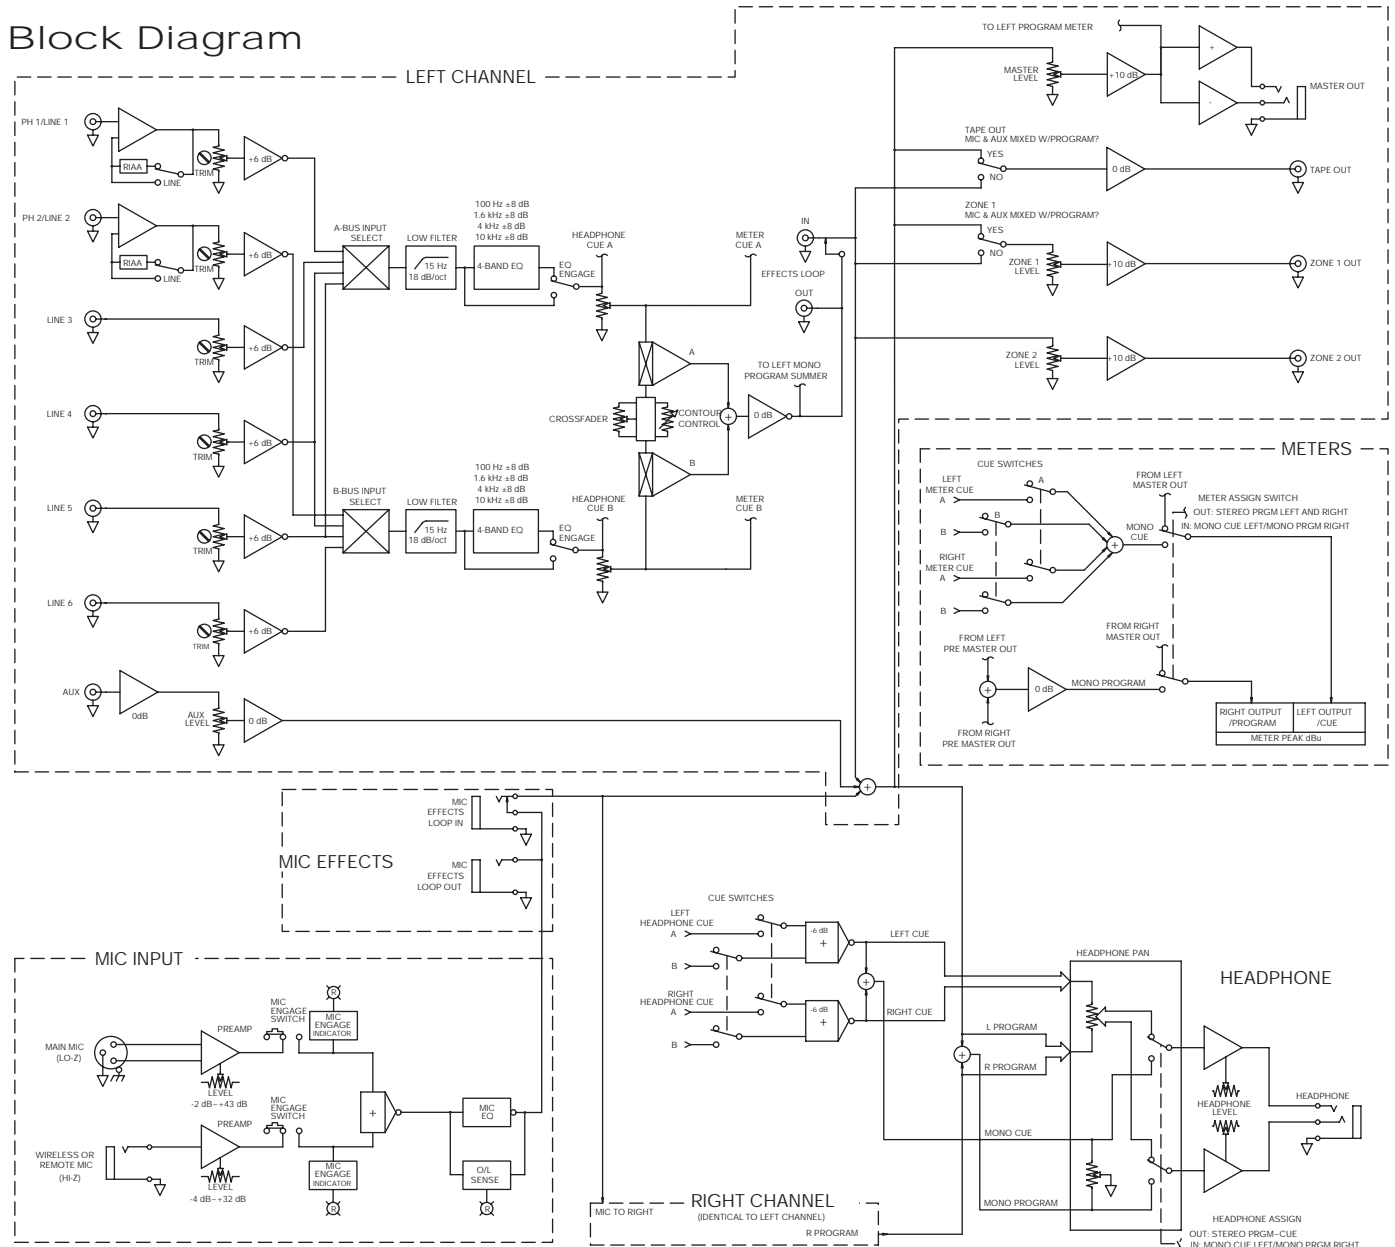 Block Diagram
LEFT CHANNEL
PH 1/LINE 1
RIAA
LINE
TRIM
+6 dB
PH 2/LINE 2
RIAA
LINE
TRIM
+6 dB
LINE 3
TRIM
+6 dB
LINE 4
TRIM
+6 dB
LINE 5
TRIM
+6 dB
LINE 6
TRIM
+6 dB
AUX
0dB
AUX
LEVEL
0 dB
A-BUS INPUT
SELECT
LOW FILTER
15 Hz
18 dB/oct
100 Hz ±8 dB
1.6 kHz ±8 dB
4 kHz ±8 dB
10 kHz ±8 dB
4-BAND EQ
EQ
ENGAGE
HEADPHONE
CUE A
METER
CUE A
B-BUS INPUT
SELECT
LOW FILTER
15 Hz
18 dB/oct
100 Hz ±8 dB
1.6 kHz ±8 dB
4 kHz ±8 dB
10 kHz ±8 dB
4-BAND EQ
EQ
ENGAGE
HEADPHONE
CUE B
METER
CUE B
A
CROSSFADER
CONTOUR
CONTROL
B
+
0 dB
TO LEFT MONO
PROGRAM SUMMER
IN
EFFECTS LOOP
OUT
TO LEFT PROGRAM METER
MASTER
LEVEL
+10 dB
+
-
MASTER OUT
TAPE OUT
MIC & AUX MIXED W/PROGRAM?
YES
NO
0 dB
TAPE OUT
ZONE 1
MIC & AUX MIXED W/PROGRAM?
YES
NO
ZONE 1
LEVEL
+10 dB
ZONE 1 OUT
ZONE 2
LEVEL
+10 dB
ZONE 2 OUT
METERS
CUE SWITCHES
LEFT
METER CUE
A
A
B
B
RIGHT
METER CUE
A
B
+
MONO
CUE
FROM LEFT
MASTER OUT
METER ASSIGN SWITCH
OUT: STEREO PRGM LEFT AND RIGHT
IN: MONO CUE LEFT/MONO PRGM RIGHT
FROM LEFT
PRE MASTER OUT
+
FROM RIGHT
PRE MASTER OUT
0 dB
MONO PROGRAM
FROM RIGHT
MASTER OUT
RIGHT OUTPUT
/PROGRAM
LEFT OUTPUT
/CUE
METER PEAK dBu
+
MIC EFFECTS
MIC
EFFECTS
LOOP IN
MIC
EFFECTS
LOOP OUT
MIC INPUT
MAIN MIC
(LO-Z)
PREAMP
LEVEL
-2 dB~+43 dB
MIC
ENGAGE
SWITCH
R
MIC
ENGAGE
INDICATOR
WIRELESS OR
REMOTE MIC
(HI-Z)
PREAMP
LEVEL
-4 dB~+32 dB
MIC
ENGAGE
SWITCH
MIC
ENGAGE
INDICATOR
R
+
MIC
EQ
O/L
SENSE
R
CUE SWITCHES
LEFT
HEADPHONE CUE
A
B
RIGHT
HEADPHONE CUE
A
B
-6 dB
+
-6 dB
+
LEFT CUE
+
RIGHT CUE
L PROGRAM
+
R PROGRAM
MONO CUE
MONO PROGRAM
HEADPHONE PAN
HEADPHONE
HEADPHONE
LEVEL
HEADPHONE
HEADPHONE ASSIGN
OUT: STEREO PRGM~CUE
IN: MONO CUE LEFT/MONO PRGM RIGHT
RIGHT CHANNEL
(IDENTICAL TO LEFT CHANNEL)
MIC TO RIGHT
R PROGRAM